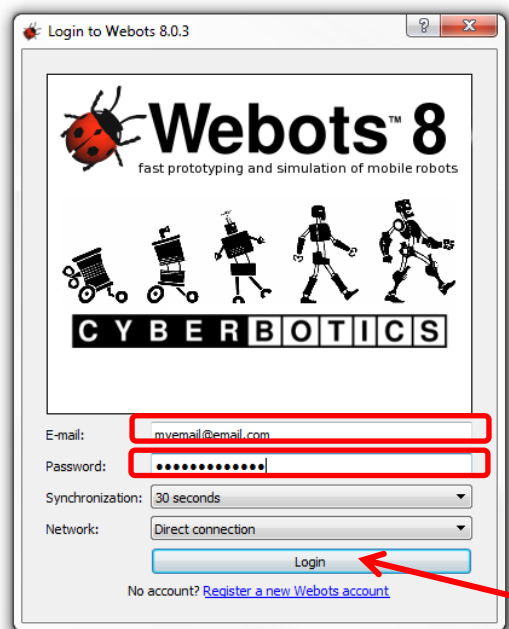 Login to Webots 8.0.3
Webots™ 8
fast prototyping and simulation of mobile robots
CYBERBOTICS
E-mail: myemail@email.com
Password: •••••••••••••
Synchronization: 30 seconds
Network: Direct connection
Login
No account? Register a new Webots account